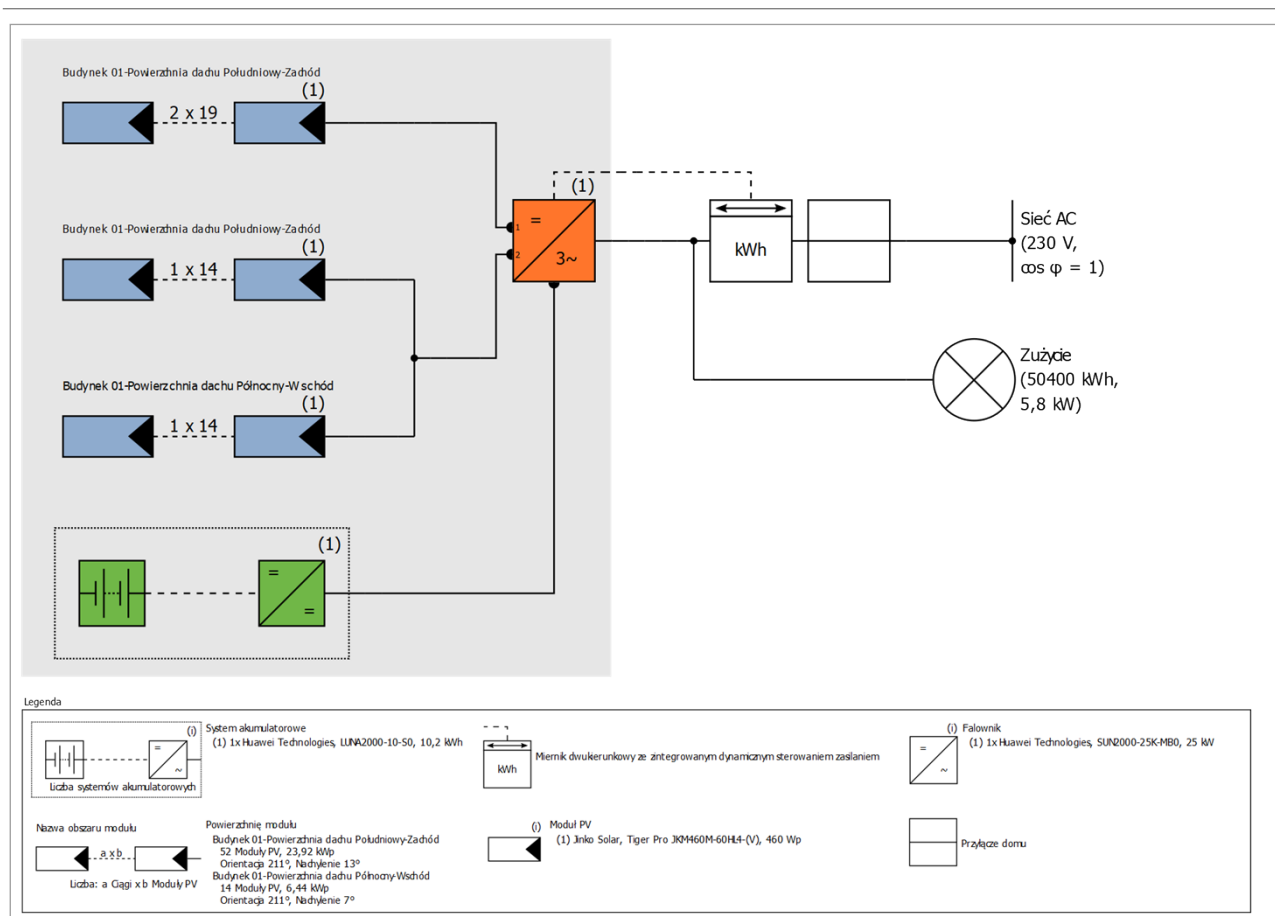 Budynek 01-Powierzchnia dachu Południowy-Zachód
(1)
2 x 19
Budynek 01-Powierzchnia dachu Południowy-Zachód
(1)
1 x 14
Budynek 01-Powierzchnia dachu Północny-Wschód
(1)
1 x 14
(1)
=
=
(1)
1
2
=
3~
kWh
Sieć AC
(230 V,
cos φ = 1)
Zużycie
(50400 kWh,
5,8 kW)
Legenda
(i)
=
~
Liczba systemów akumulatorowych
System akumulatorowe
(1) 1x Huawei Technologies, LUNA2000-10-S0, 10,2 kWh
kWh
Miernik dwukierunkowy ze zintegrowanym dynamicznym sterowaniem zasilaniem
(i) Falownik
=
~
(1) 1x Huawei Technologies, SUN2000-25K-MB0, 25 kW
Nazwa obszaru modułu
a x b
Liczba: a Ciągi x b Moduły PV
Powierzchnię modułu
Budynek 01-Powierzchnia dachu Południowy-Zachód
52 Moduły PV, 23,92 kWp
Orientacja 211°, Nachylenie 13°
Budynek 01-Powierzchnia dachu Północny-Wschód
14 Moduły PV, 6,44 kWp
Orientacja 211°, Nachylenie 7°
(i) Moduł PV
(1) Jinko Solar, Tiger Pro JKM460M-60HL4-(V), 460 Wp
Przyłącze domu